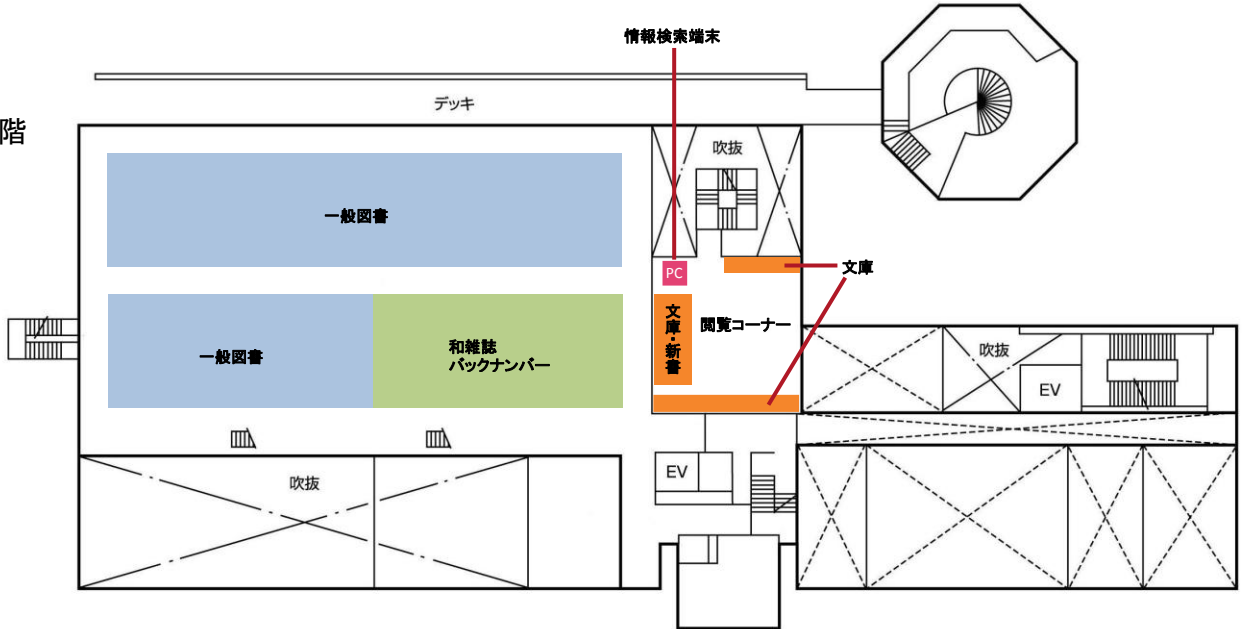 情報検索端末
デッキ
階
吹抜
一般図書
PC
文庫
文庫・新書
閲覧コーナー
一般図書
和雑誌
バックナンバー
吹抜
EV
EV
吹抜